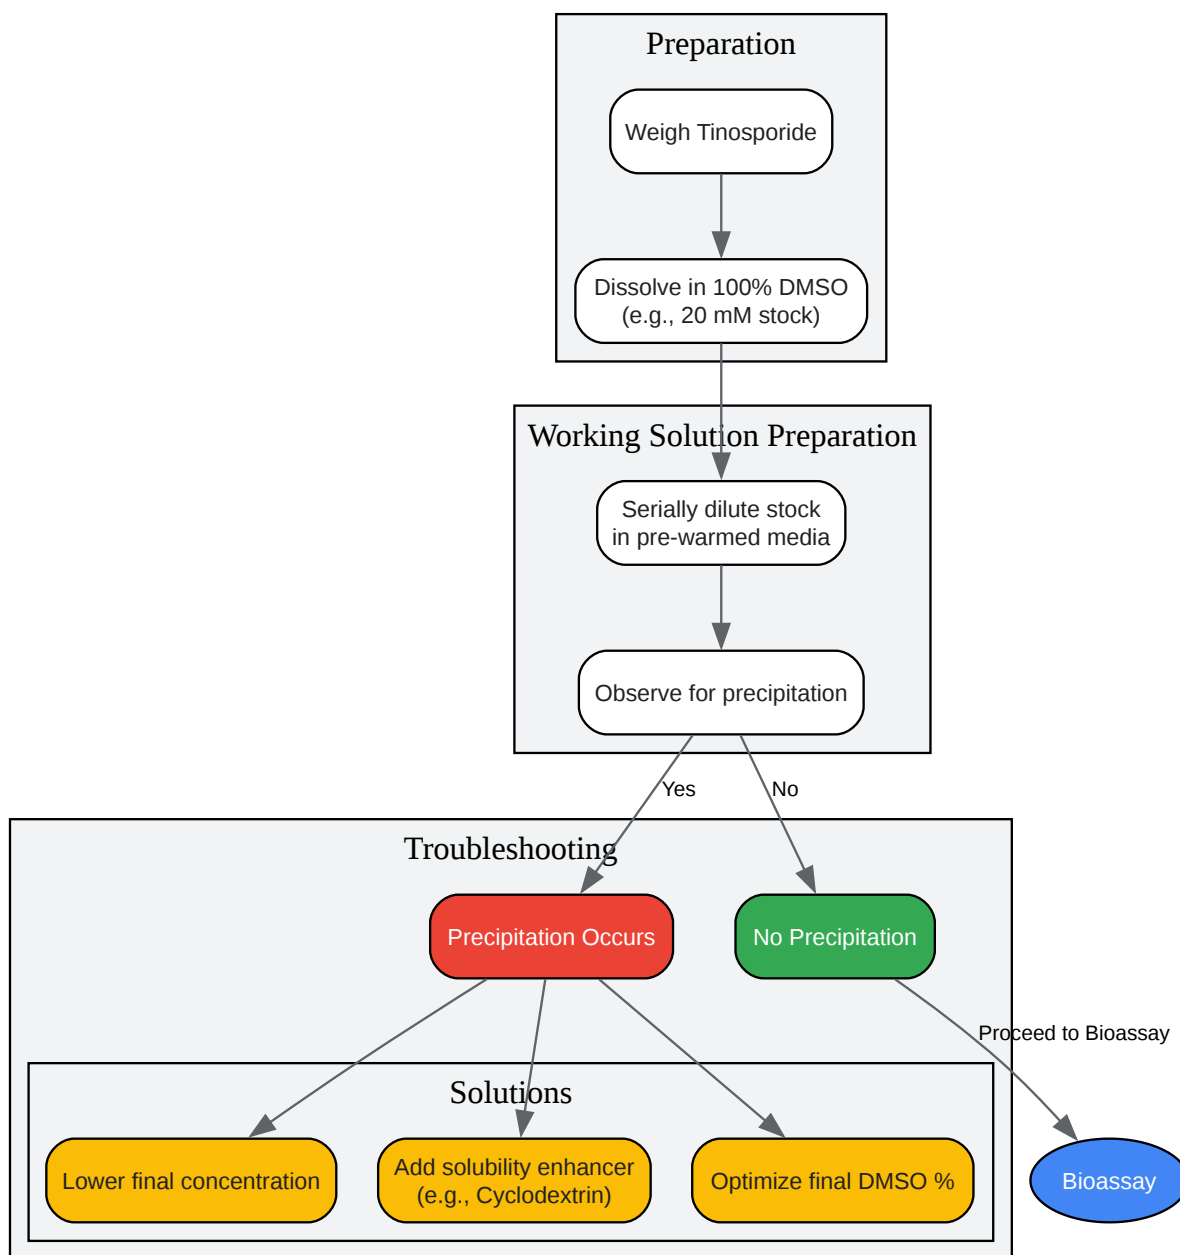 Preparation
Weigh Tinosporide
Dissolve in 100% DMSO
(e.g., 20 mM stock)
Working Solution Preparation
Serially dilute stock
in pre-warmed media
Observe for precipitation
Yes
No
Troubleshooting
Precipitation Occurs
No Precipitation
Proceed to Bioassay
Solutions
Lower final concentration
Add solubility enhancer
(e.g., Cyclodextrin)
Optimize final DMSO %
Bioassay